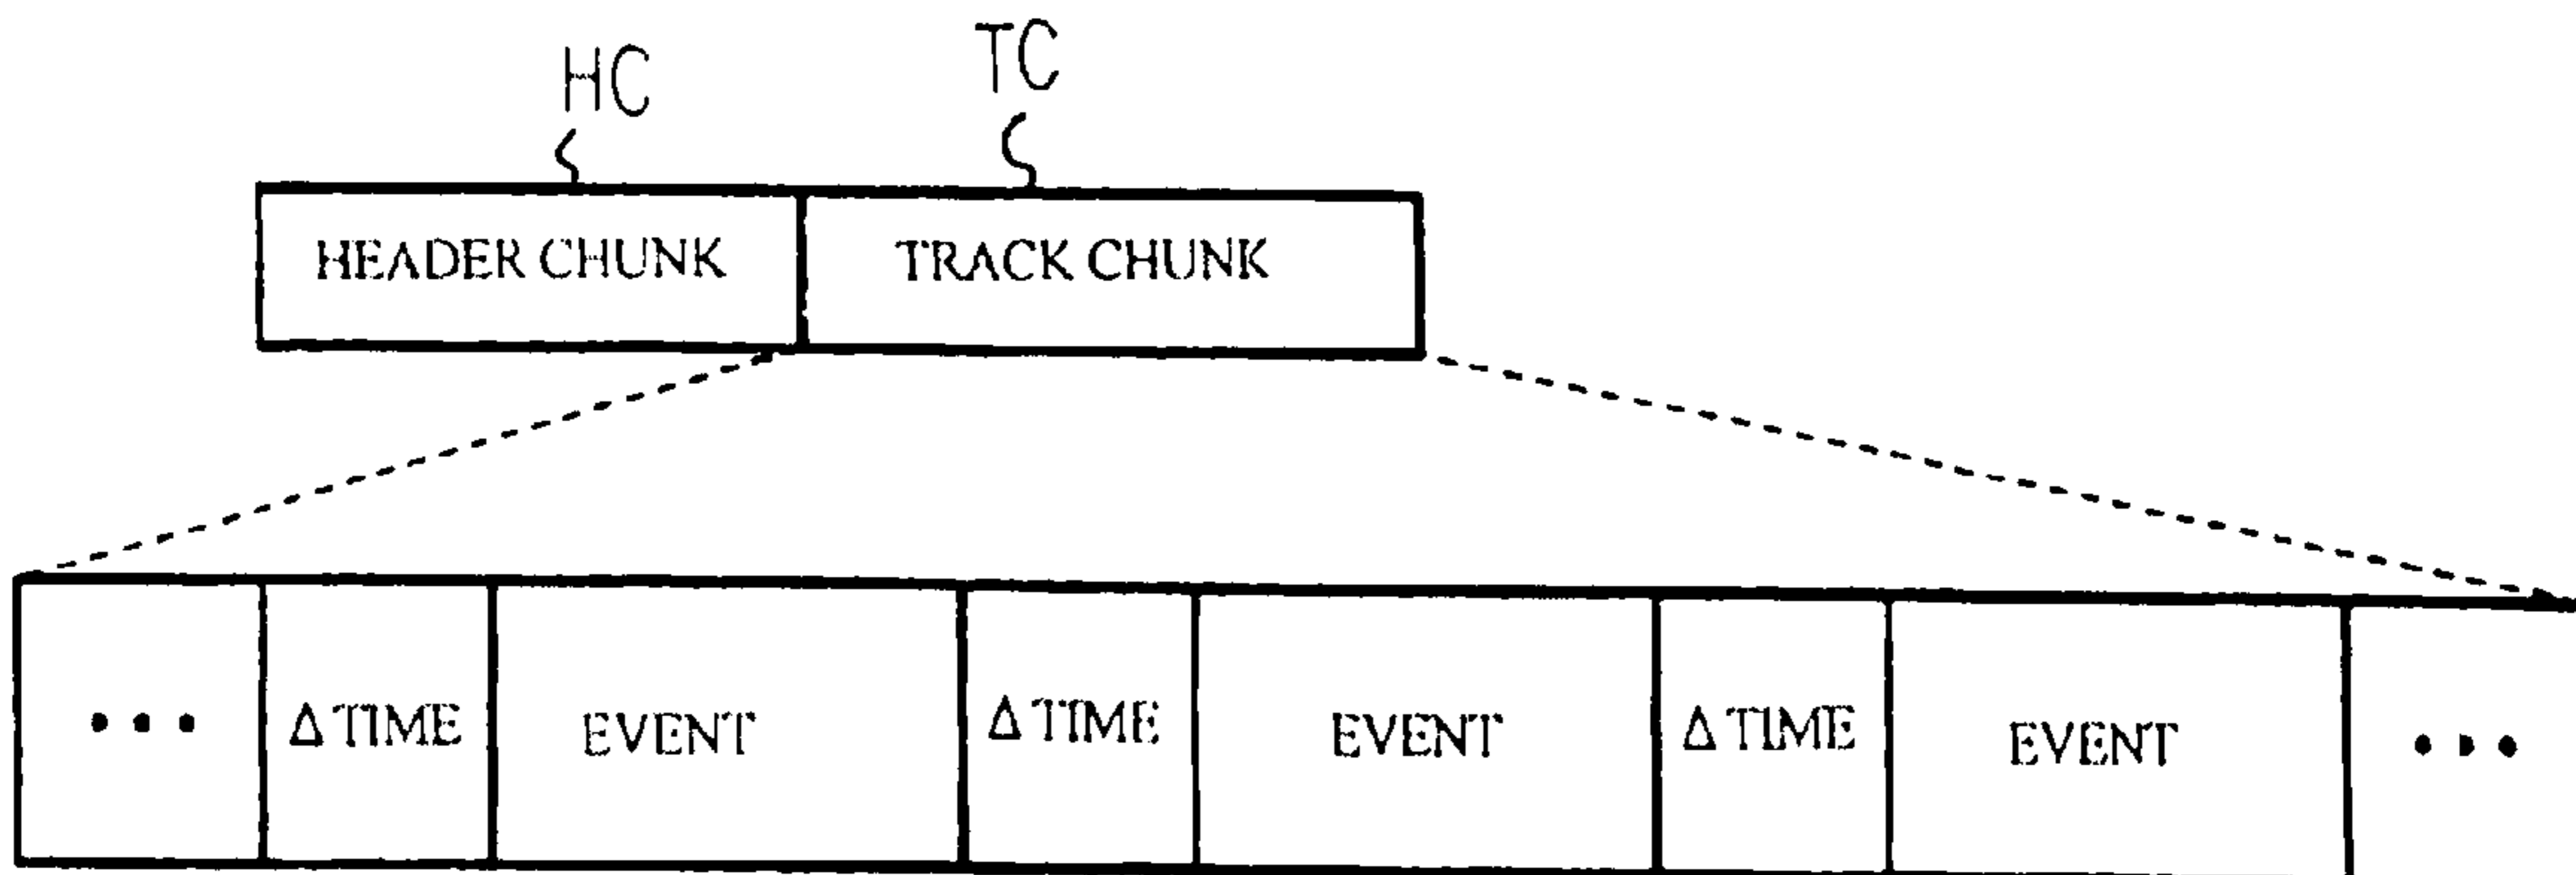 HC TC
HEADER CHUNK TRACK CHUNK
••• Δ TIME EVENT Δ TIME EVENT Δ TIME EVENT •••